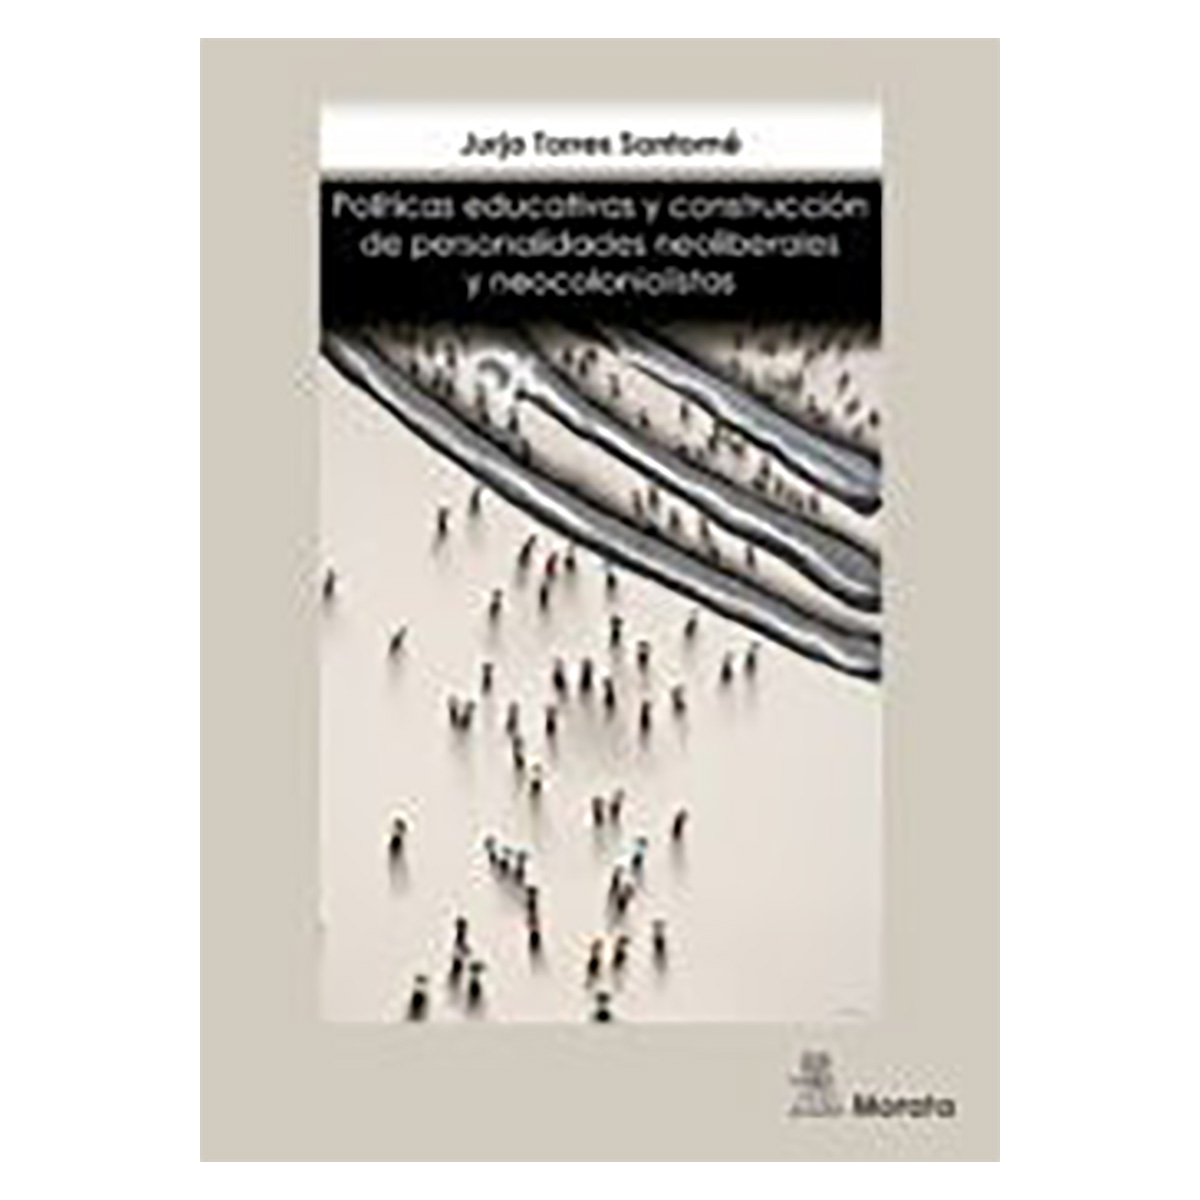 Jurjo Torres Santomé
Políticas educativas y construcción
de personalidades neoliberales
y neocolonialistas
Morata